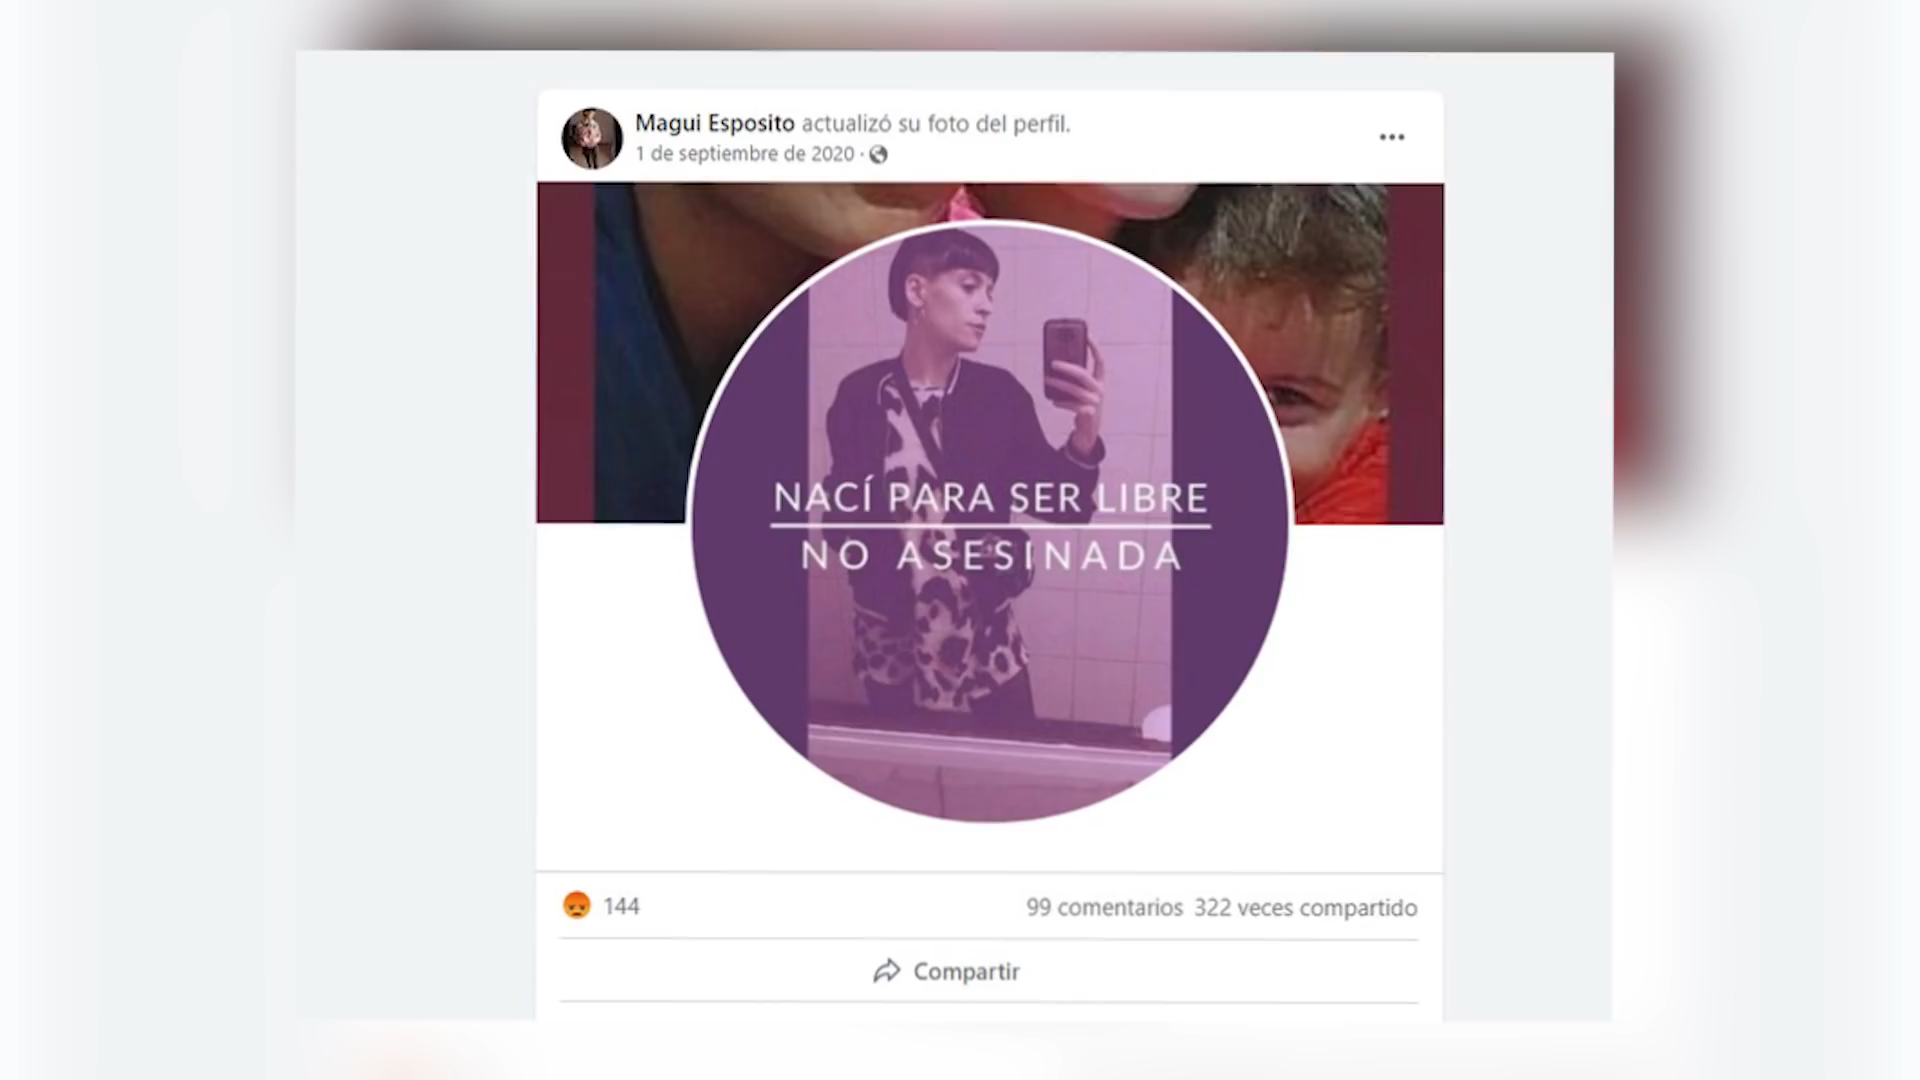 Magui Esposito actualizó su foto del perfil.
1 de septiembre de 2020 ·
NACÍ PARA SER LIBRE
NO ASESINADA
144
99 comentarios 322 veces compartido
Compartir